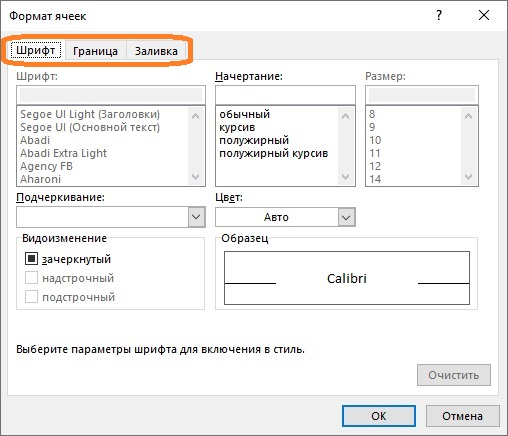 Формат ячеек
?
Шрифт Граница Заливка
Шрифт: Начертание: Размер:
Segoe UI Light (Заголовки) обычный 8
Segoe UI (Основной текст) курсив 9
Abadi полужирный 10
Abadi Extra Light полужирный курсив 11
Agency FB 12
Aharoni 14
Подчеркивание: Цвет:
Авто
Видоизменение Образец
зачеркнутый
надстрочный Calibri
подстрочный
Выберите параметры шрифта для включения в стиль.
Очистить
ОК Отмена